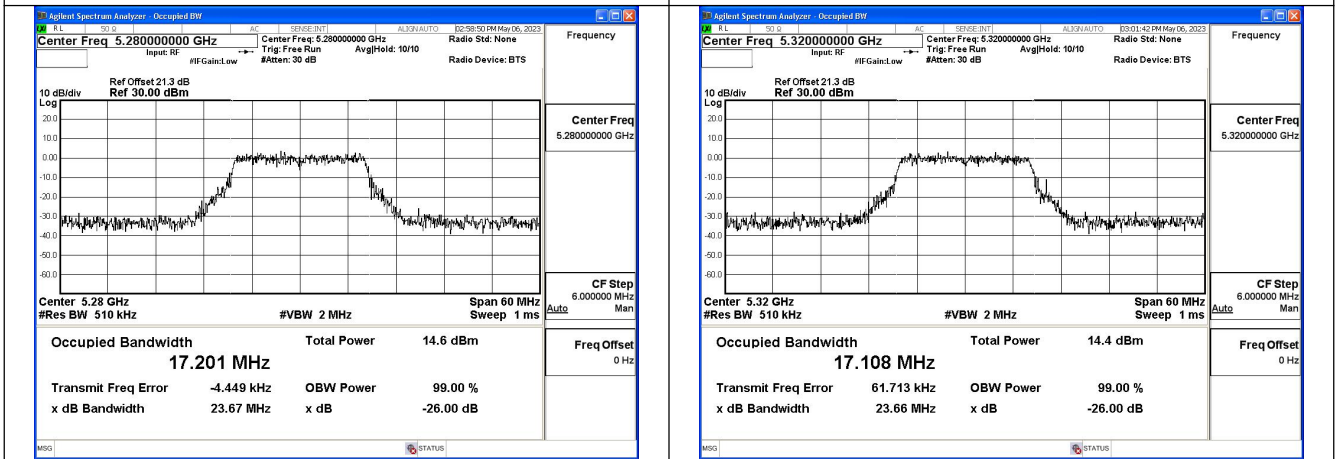 Agilent Spectrum Analyzer - Occupied BW
RL 50 Ω AC SENSE:INT ALIGN AUTO 02:58:50 PM May 06, 2023
Center Freq 5.280000000 GHz
Center Freq: 5.280000000 GHz
Radio Std: None
Input: RF
Trig: Free Run
Avg|Hold: 10/10
#IFGain:Low
#Atten: 30 dB
Radio Device: BTS
Ref Offset 21.3 dB
10 dB/div Ref 30.00 dBm
Log
20.0
10.0
0.00
-10.0
-20.0
-30.0
-40.0
-50.0
-60.0
Center 5.28 GHz
Span 60 MHz
#Res BW 510 kHz
#VBW 2 MHz
Sweep 1 ms
Occupied Bandwidth
Total Power 14.6 dBm
17.201 MHz
Transmit Freq Error -4.449 kHz OBW Power 99.00 %
x dB Bandwidth 23.67 MHz x dB -26.00 dB
MSG
STATUS
Frequency
Center Freq
5.280000000 GHz
CF Step
6.000000 MHz
Auto Man
Freq Offset
0 Hz
Agilent Spectrum Analyzer - Occupied BW
RL 50 Ω AC SENSE:INT ALIGN AUTO 03:01:42 PM May 06, 2023
Center Freq 5.320000000 GHz
Center Freq: 5.320000000 GHz
Radio Std: None
Input: RF
Trig: Free Run
Avg|Hold: 10/10
#IFGain:Low
#Atten: 30 dB
Radio Device: BTS
Ref Offset 21.3 dB
10 dB/div Ref 30.00 dBm
Log
20.0
10.0
0.00
-10.0
-20.0
-30.0
-40.0
-50.0
-60.0
Center 5.32 GHz
Span 60 MHz
#Res BW 510 kHz
#VBW 2 MHz
Sweep 1 ms
Occupied Bandwidth
Total Power 14.4 dBm
17.108 MHz
Transmit Freq Error 61.713 kHz OBW Power 99.00 %
x dB Bandwidth 23.66 MHz x dB -26.00 dB
MSG
STATUS
Frequency
Center Freq
5.320000000 GHz
CF Step
6.000000 MHz
Auto Man
Freq Offset
0 Hz